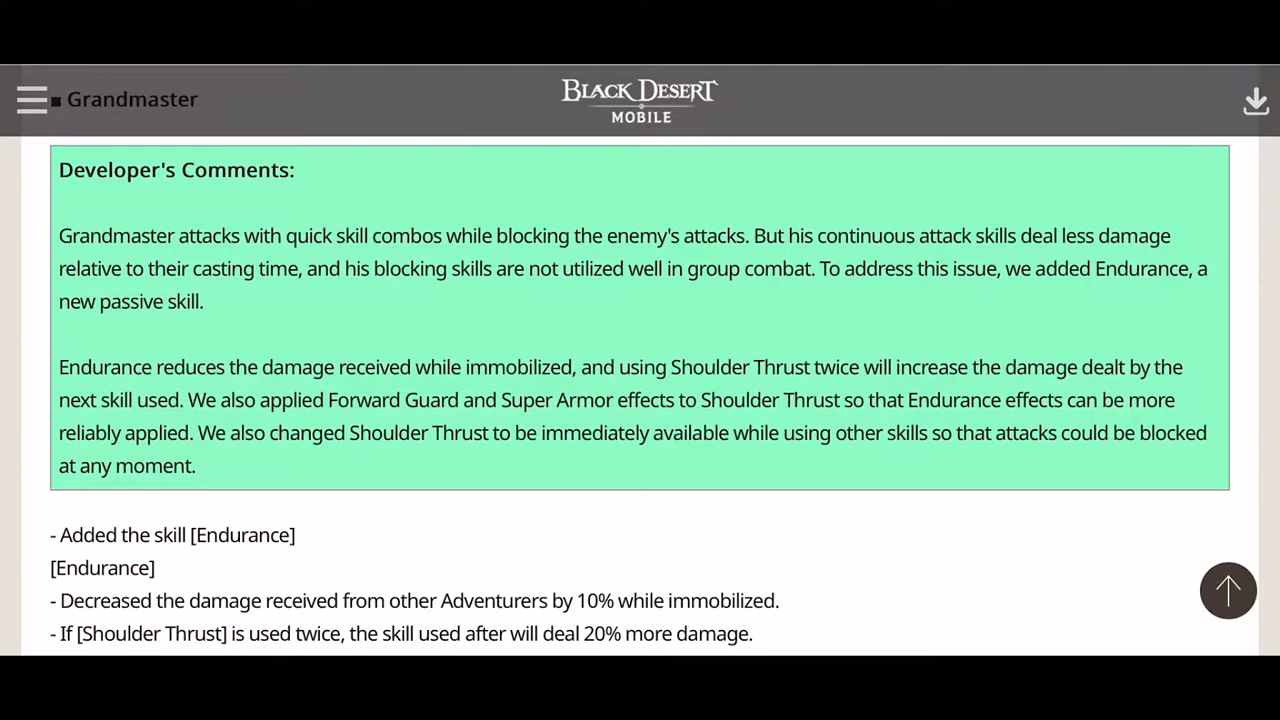 ■ Grandmaster
BLACK DESERT
MOBILE
Developer's Comments:
Grandmaster attacks with quick skill combos while blocking the enemy's attacks. But his continuous attack skills deal less damage
relative to their casting time, and his blocking skills are not utilized well in group combat. To address this issue, we added Endurance, a
new passive skill.
Endurance reduces the damage received while immobilized, and using Shoulder Thrust twice will increase the damage dealt by the
next skill used. We also applied Forward Guard and Super Armor effects to Shoulder Thrust so that Endurance effects can be more
reliably applied. We also changed Shoulder Thrust to be immediately available while using other skills so that attacks could be blocked
at any moment.
- Added the skill [Endurance]
[Endurance]
- Decreased the damage received from other Adventurers by 10% while immobilized.
- If [Shoulder Thrust] is used twice, the skill used after will deal 20% more damage.